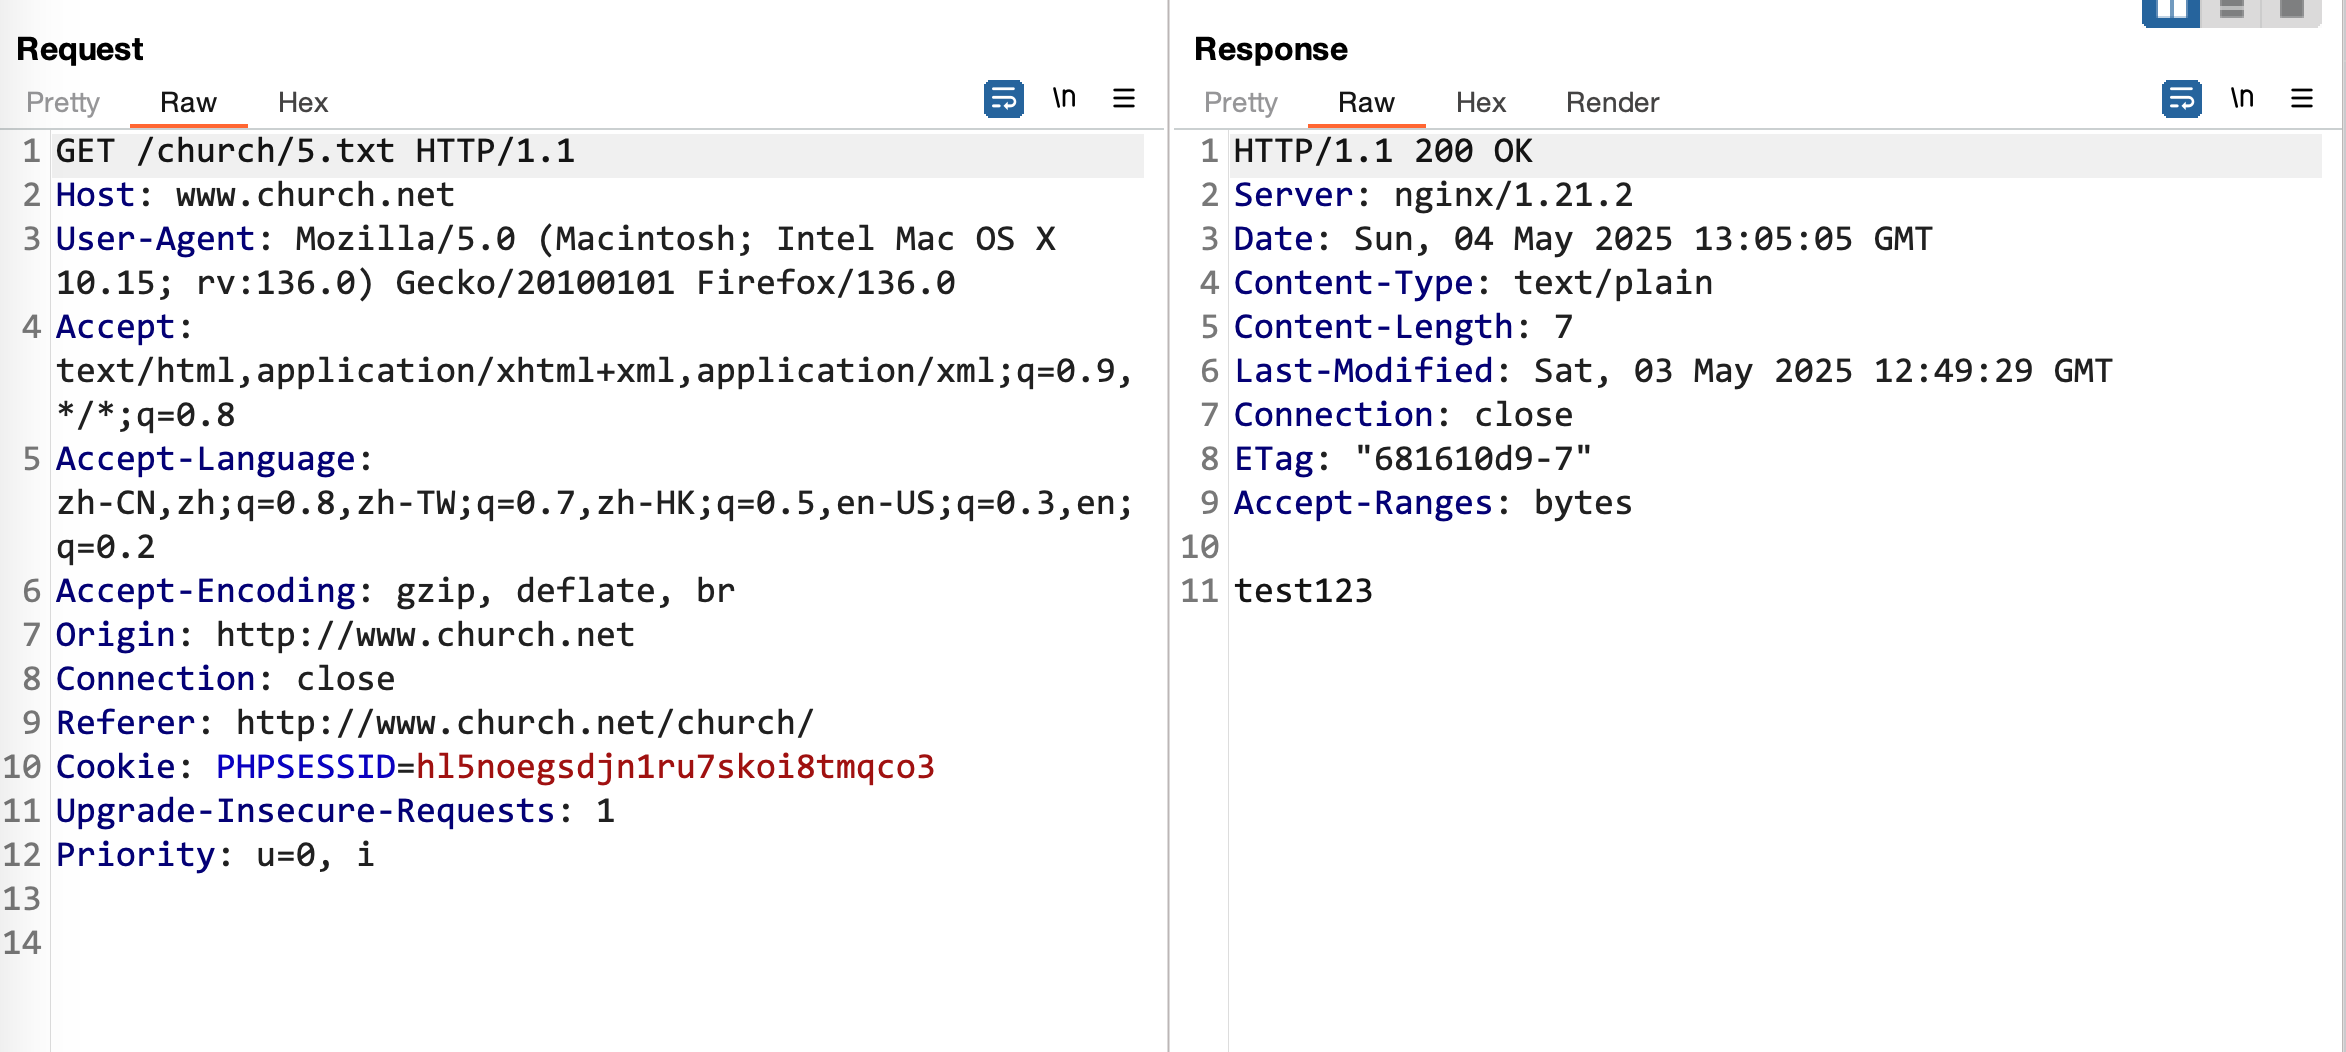 Request
Pretty Raw Hex \n
1 GET /church/5.txt HTTP/1.1
2 Host: www.church.net
3 User-Agent: Mozilla/5.0 (Macintosh; Intel Mac OS X
10.15; rv:136.0) Gecko/20100101 Firefox/136.0
4 Accept:
text/html,application/xhtml+xml,application/xml;q=0.9,
*/*;q=0.8
5 Accept-Language:
zh-CN,zh;q=0.8,zh-TW;q=0.7,zh-HK;q=0.5,en-US;q=0.3,en;
q=0.2
6 Accept-Encoding: gzip, deflate, br
7 Origin: http://www.church.net
8 Connection: close
9 Referer: http://www.church.net/church/
10 Cookie: PHPSESSID=hl5noegsdjn1ru7skoi8tmqco3
11 Upgrade-Insecure-Requests: 1
12 Priority: u=0, i
13
14
Response
Pretty Raw Hex Render \n
1 HTTP/1.1 200 OK
2 Server: nginx/1.21.2
3 Date: Sun, 04 May 2025 13:05:05 GMT
4 Content-Type: text/plain
5 Content-Length: 7
6 Last-Modified: Sat, 03 May 2025 12:49:29 GMT
7 Connection: close
8 ETag: "681610d9-7"
9 Accept-Ranges: bytes
10
11 test123